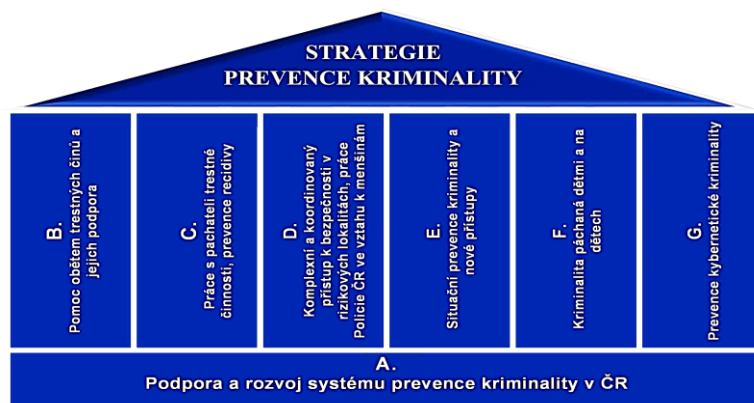 STRATEGIE
PREVENCE KRIMINALITY
B.
Pomoc obětem trestných činů a
jejich podpora
C.
Práce s pachateli trestné
činnosti, prevence recidivy
D.
Komplexní a koordinovaný
přístup k bezpečnosti v
rizikových lokalitách, práce
Policie ČR ve vztahu k menšinám
E.
Situační prevence kriminality a
nové přístupy
F.
Kriminalita páchaná dětmi a na
dětech
G.
Prevence kybernetické kriminality
A.
Podpora a rozvoj systému prevence kriminality v ČR